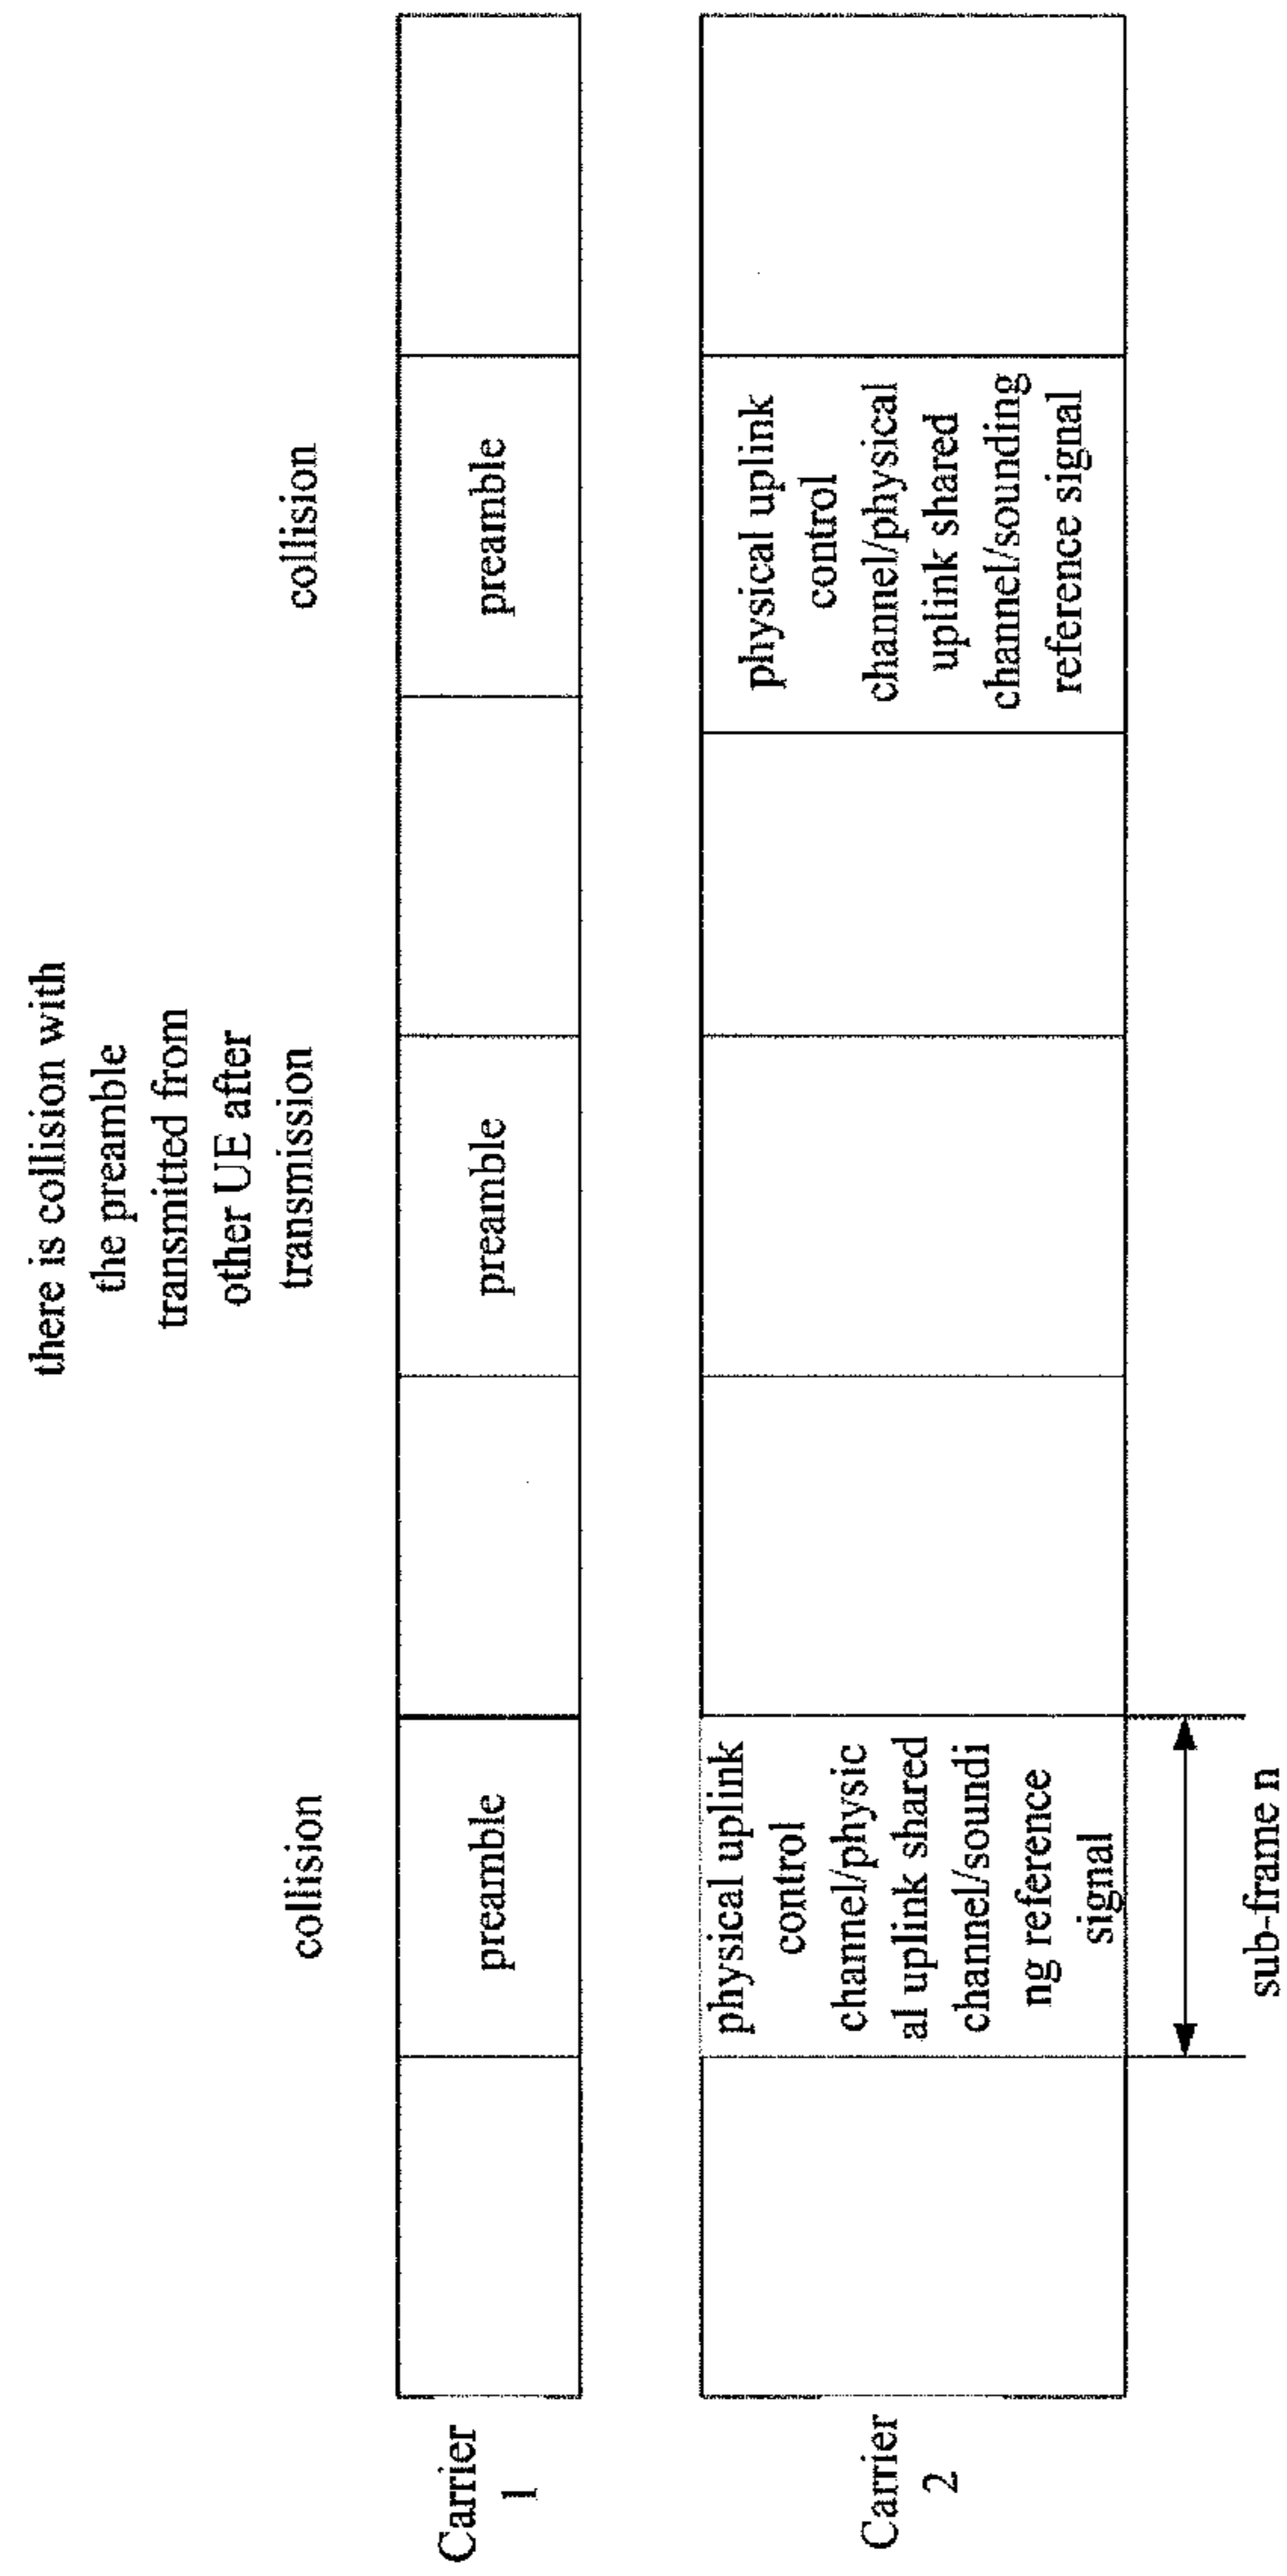 there is collision with
the preamble
transmitted from
other UE after
transmission
collision
collision
Carrier
1
preamble
preamble
preamble
Carrier
2
physical uplink
control
channel/physic
al uplink shared
channel/soundi
ng reference
signal
physical uplink
control
channel/physical
uplink shared
channel/sounding
reference signal
sub-frame n